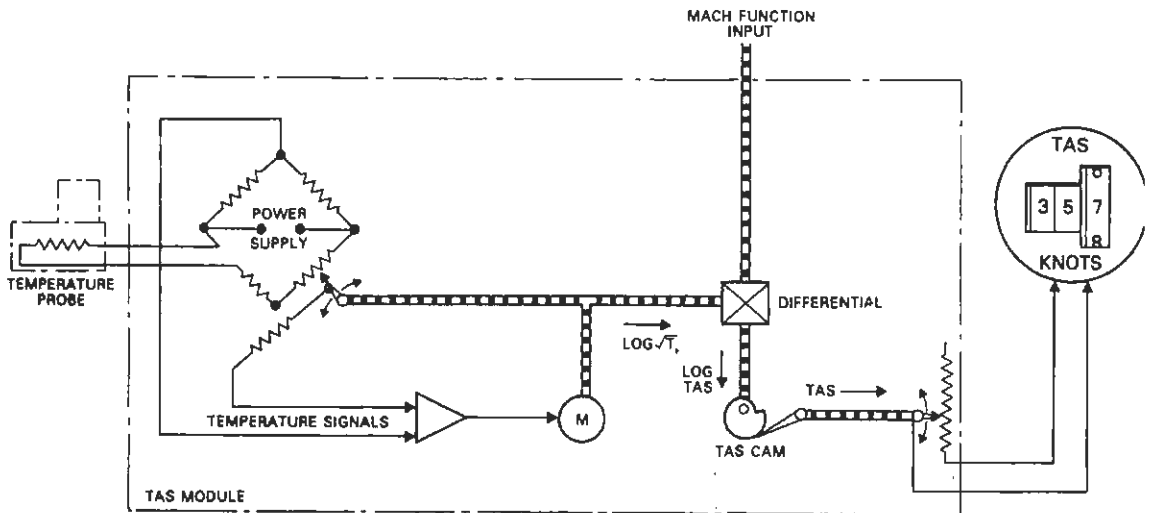 MACH FUNCTION
INPUT
TAS
3 5 7
8
KNOTS
POWER
SUPPLY
TEMPERATURE
PROBE
DIFFERENTIAL
LOG √Tᵢ
LOG
TAS
TAS
TEMPERATURE SIGNALS
M
TAS CAM
TAS MODULE